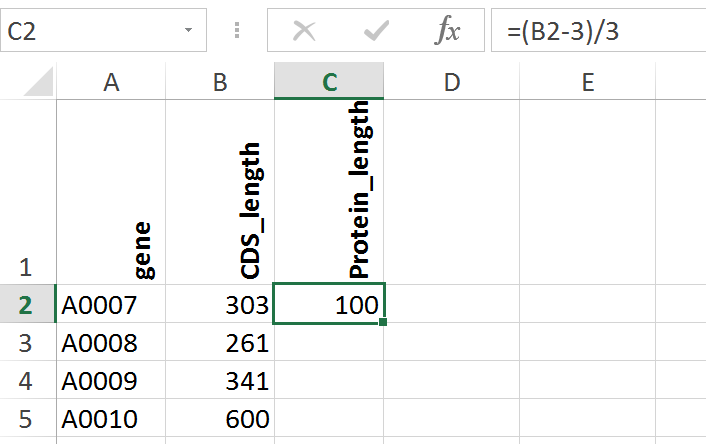 C2 fx =(B2-3)/3
A B C D E
1 gene CDS_length Protein_length
2 A0007 303 100
3 A0008 261
4 A0009 341
5 A0010 600